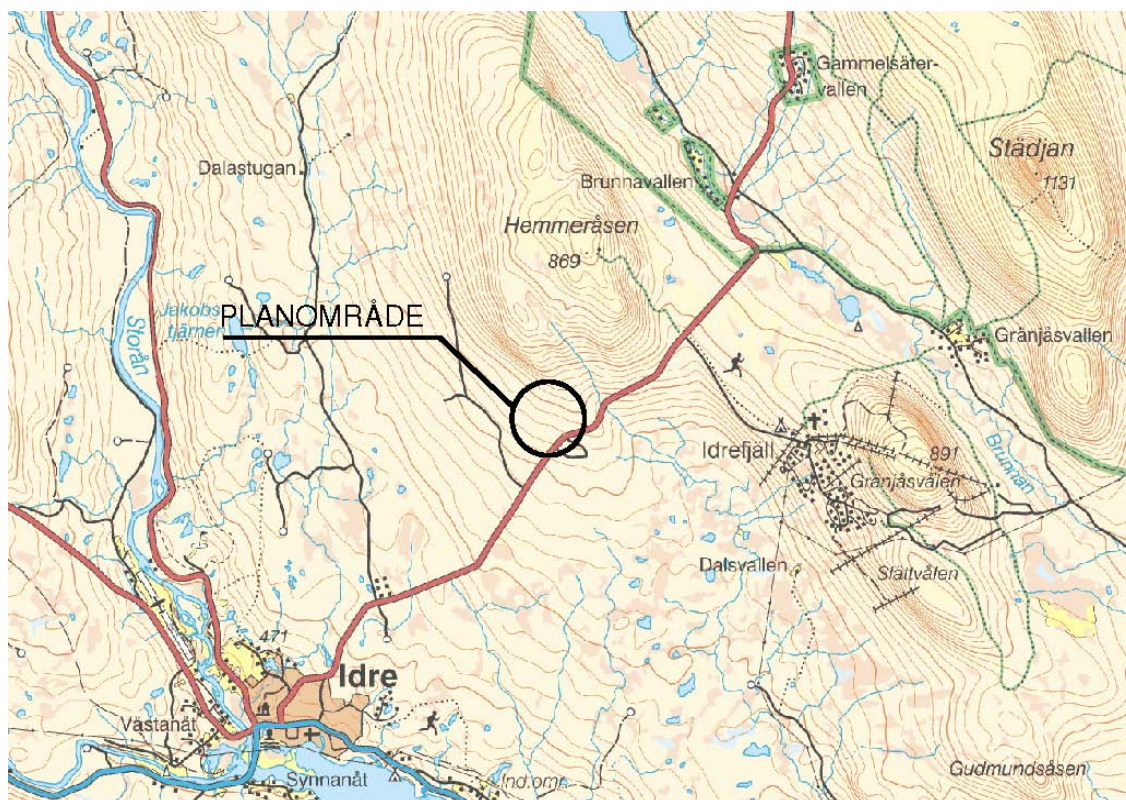 Gammelsäter-
vallen
Städjan
1131
Dalastugan
Brunnavallen
Hemmeråsen
869
Jakobs
tjärnen
PLANOMRÅDE
Storån
Gränjåsvallen
Idrefjäll
891
Gränjåsvålen
Brunnan
Dalsvallen
Slättvålen
471
Idre
Västanåt
Synnanåt
Ind.omr.
Gudmundsåsen